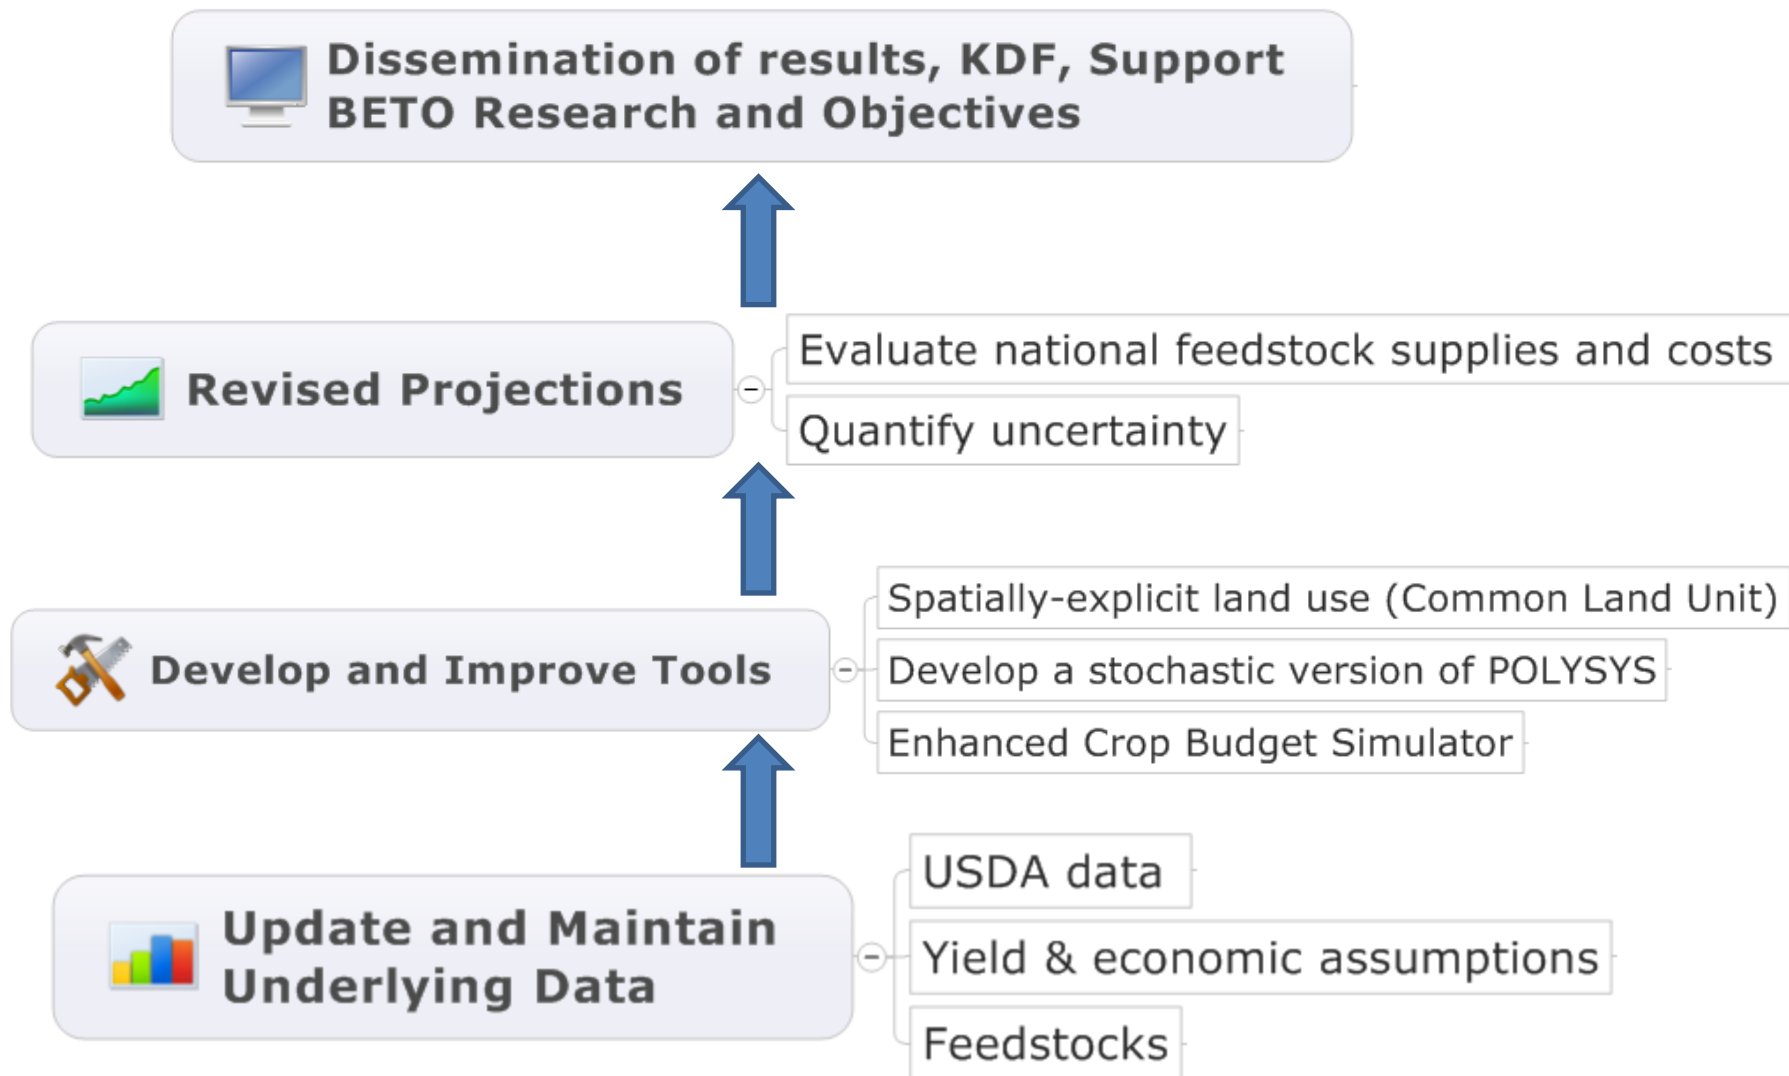 Dissemination of results, KDF, Support
BETO Research and Objectives
Revised Projections
Evaluate national feedstock supplies and costs
Quantify uncertainty
Develop and Improve Tools
Spatially-explicit land use (Common Land Unit)
Develop a stochastic version of POLYSYS
Enhanced Crop Budget Simulator
Update and Maintain
Underlying Data
USDA data
Yield & economic assumptions
Feedstocks